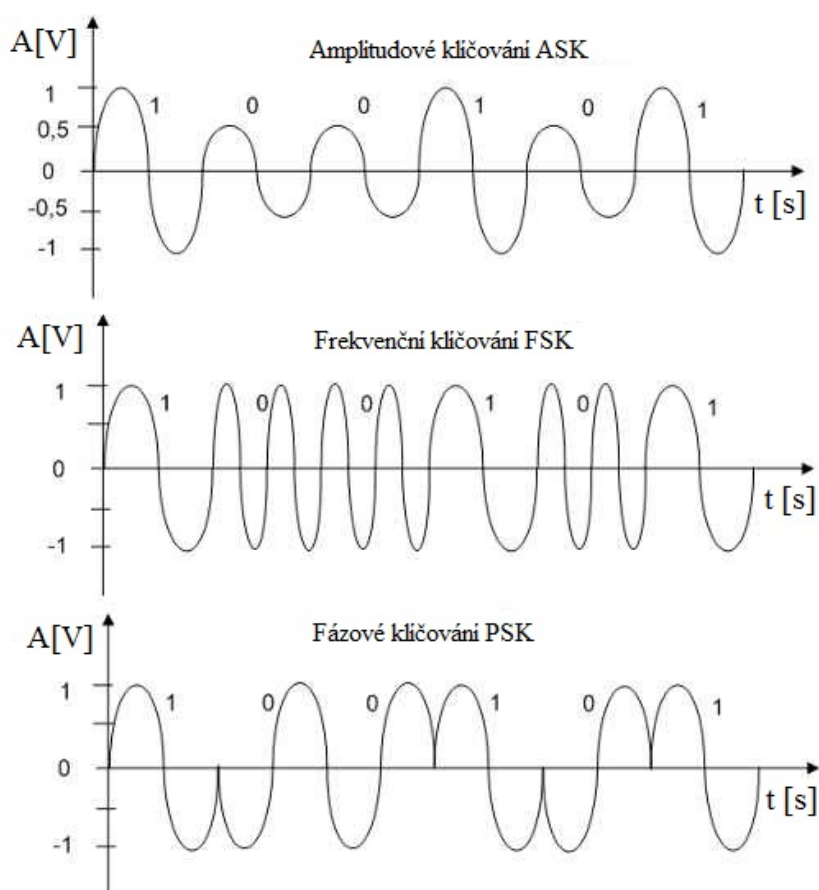 Amplitudové klíčování ASK
A[V]
1
0,5
0
-0,5
-1
1 0 0 1 0 1
t [s]
Frekvenční klíčování FSK
A[V]
1
0
-1
1 0 0 1 0 1
t [s]
Fázové klíčování PSK
A[V]
1
0
-1
1 0 0 1 0 1
t [s]